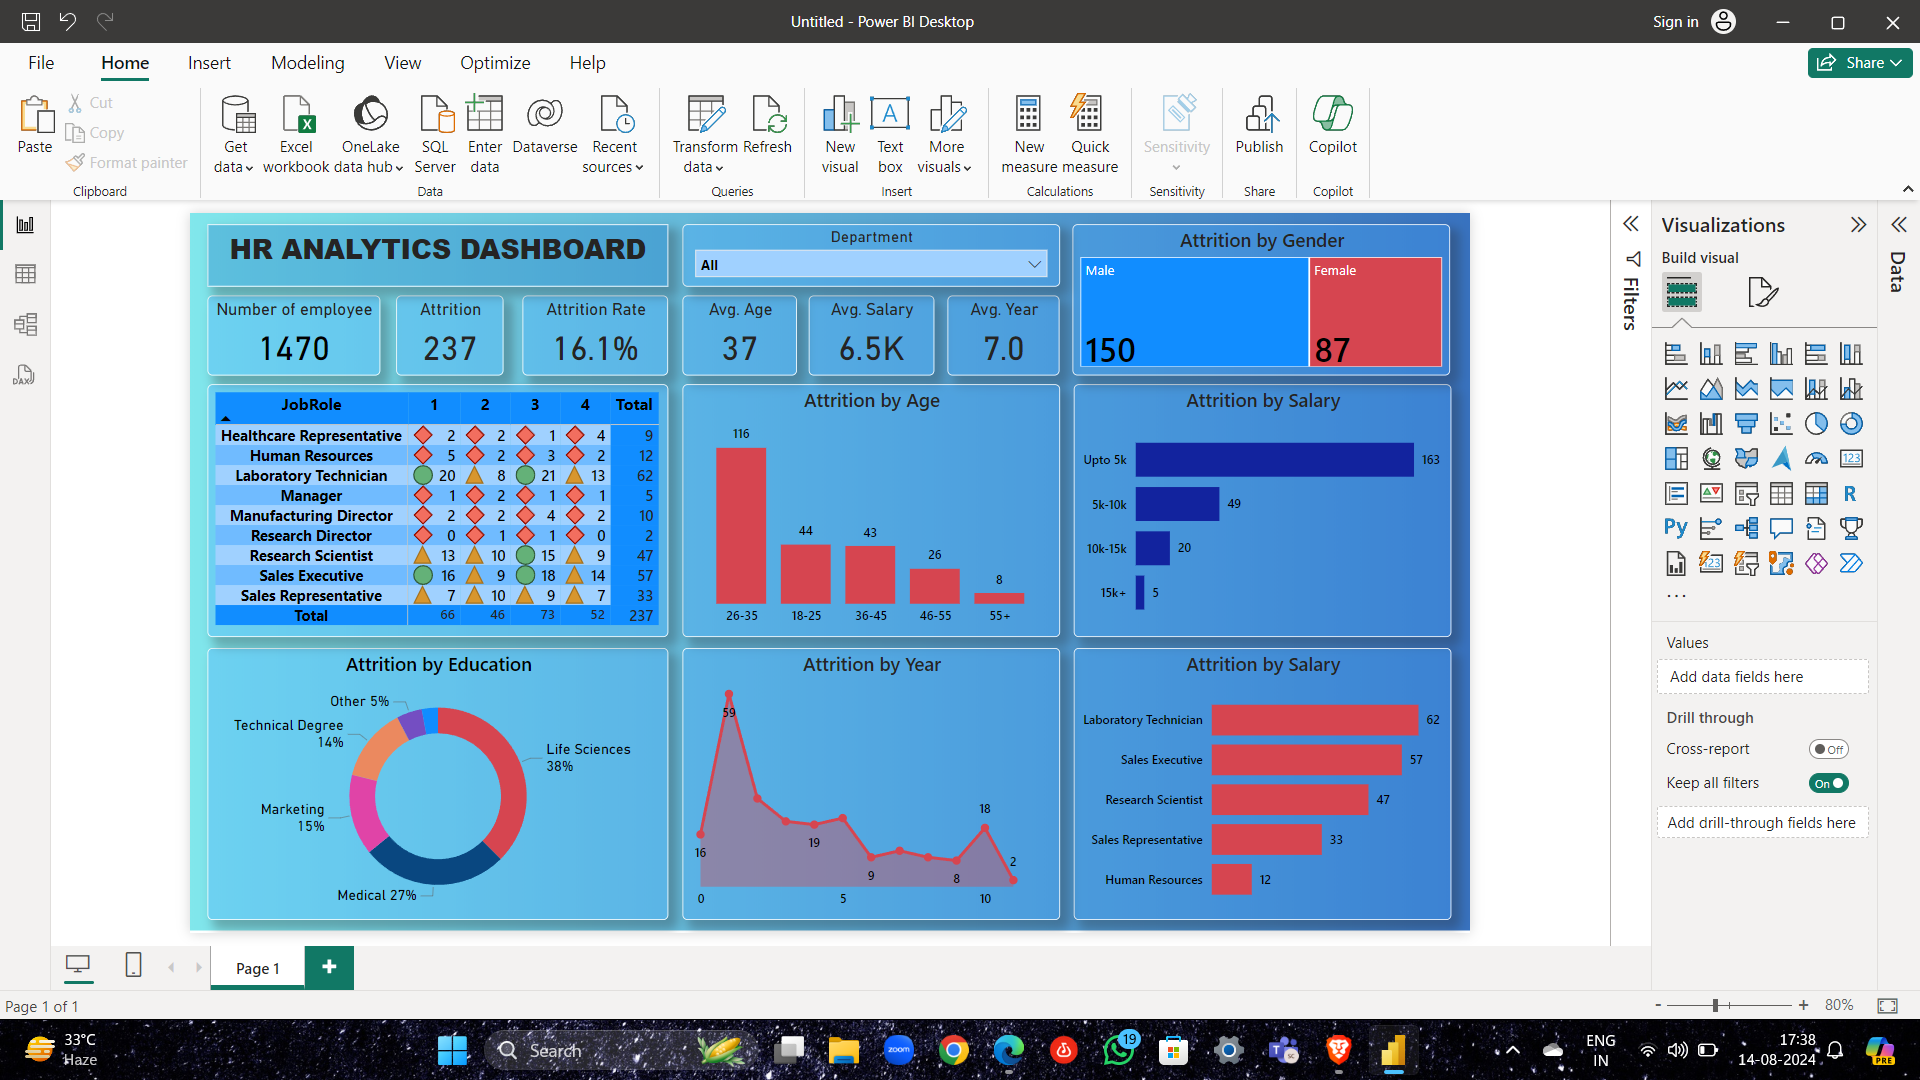 Untitled - Power BI Desktop
Sign in
File Home Insert Modeling View Optimize Help
Share
Paste
Cut
Copy
Format painter
Clipboard
Get data
Excel workbook
OneLake data hub
SQL Server
Enter data
Dataverse
Recent sources
Data
Transform data
Refresh
Queries
New visual
A
Text box
More visuals
Insert
New measure
Quick measure
Calculations
Sensitivity
Sensitivity
Publish
Share
Copilot
Copilot
DAX
HR ANALYTICS DASHBOARD
Department
All
Number of employee
1470
Attrition
237
Attrition Rate
16.1%
Avg. Age
37
Avg. Salary
6.5K
Avg. Year
7.0
Attrition by Gender
Male
150
Female
87
JobRole 1 2 3 4 Total
Healthcare Representative 2 2 1 4 9
Human Resources 5 2 3 2 12
Laboratory Technician 20 8 21 13 62
Manager 1 2 1 1 5
Manufacturing Director 2 2 4 2 10
Research Director 0 1 1 0 2
Research Scientist 13 10 15 9 47
Sales Executive 16 9 18 14 57
Sales Representative 7 10 9 7 33
Total 66 46 73 52 237
Attrition by Age
116
44
43
26
8
26-35 18-25 36-45 46-55 55+
Attrition by Salary
Upto 5k 163
5k-10k 49
10k-15k 20
15k+ 5
Attrition by Education
Other 5%
Technical Degree
14%
Life Sciences
38%
Marketing
15%
Medical 27%
Attrition by Year
59
16
19
9
8
18
2
0 5 10
Attrition by Salary
Laboratory Technician 62
Sales Executive 57
Research Scientist 47
Sales Representative 33
Human Resources 12
Filters
Visualizations
Build visual
123
R
Py
123
...
Values
Add data fields here
Drill through
Cross-report Off
Keep all filters On
Add drill-through fields here
Data
Page 1
+
Page 1 of 1
- + 80%
33°C
Haze
Search
zoom
19
SC
ENG
IN
17:38
14-08-2024
PRE